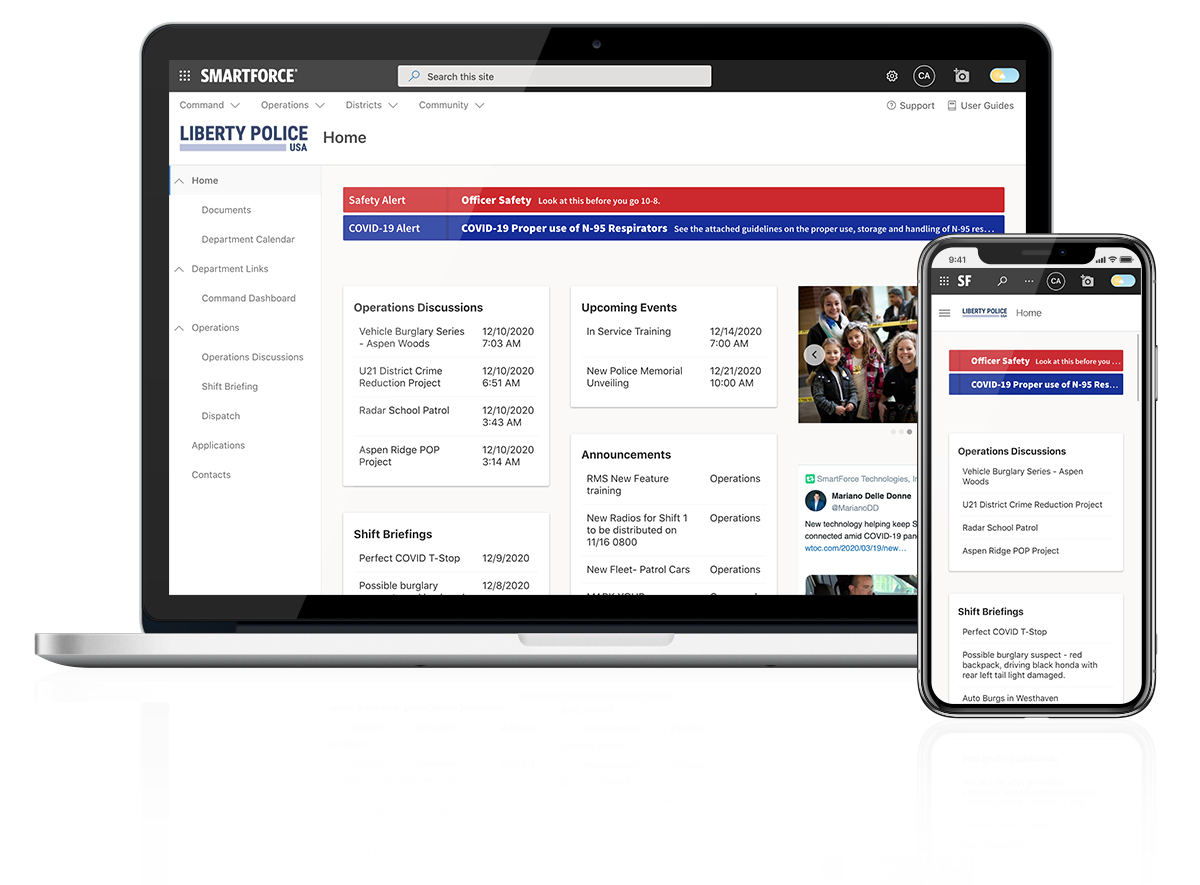 SMARTFORCE®
Search this site
CA
Command
Operations
Districts
Community
Support
User Guides
LIBERTY POLICE
USA
Home
Home
Documents
Department Calendar
Department Links
Command Dashboard
Operations
Operations Discussions
Shift Briefing
Dispatch
Applications
Contacts
Safety Alert
Officer Safety Look at this before you go 10-8.
COVID-19 Alert
COVID-19 Proper use of N-95 Respirators See the attached guidelines on the proper use, storage and handling of N-95 res…
Operations Discussions
Vehicle Burglary Series 12/10/2020
- Aspen Woods 7:03 AM
U21 District Crime 12/10/2020
Reduction Project 6:51 AM
Radar School Patrol 12/10/2020
3:43 AM
Aspen Ridge POP 12/10/2020
Project 3:14 AM
Shift Briefings
Perfect COVID T-Stop 12/9/2020
Possible burglary 12/8/2020
Upcoming Events
In Service Training 12/14/2020
7:00 AM
New Police Memorial 12/21/2020
Unveiling 10:00 AM
Announcements
RMS New Feature Operations
training
New Radios for Shift 1 Operations
to be distributed on
11/16 0800
New Fleet- Patrol Cars Operations
MARK YOUR
SmartForce Technologies, In
Mariano Delle Donne
@MarianoDD
New technology helping keep S
connected amid COVID-19 pan
wtoc.com/2020/03/19/new…
9:41
SF
CA
LIBERTY POLICE
USA
Home
Officer Safety Look at this before you …
COVID-19 Proper use of N-95 Res…
Operations Discussions
Vehicle Burglary Series - Aspen
Woods
U21 District Crime Reduction Project
Radar School Patrol
Aspen Ridge POP Project
Shift Briefings
Perfect COVID T-Stop
Possible burglary suspect - red
backpack, driving black honda with
rear left tail light damaged.
Auto Burgs in Westhaven